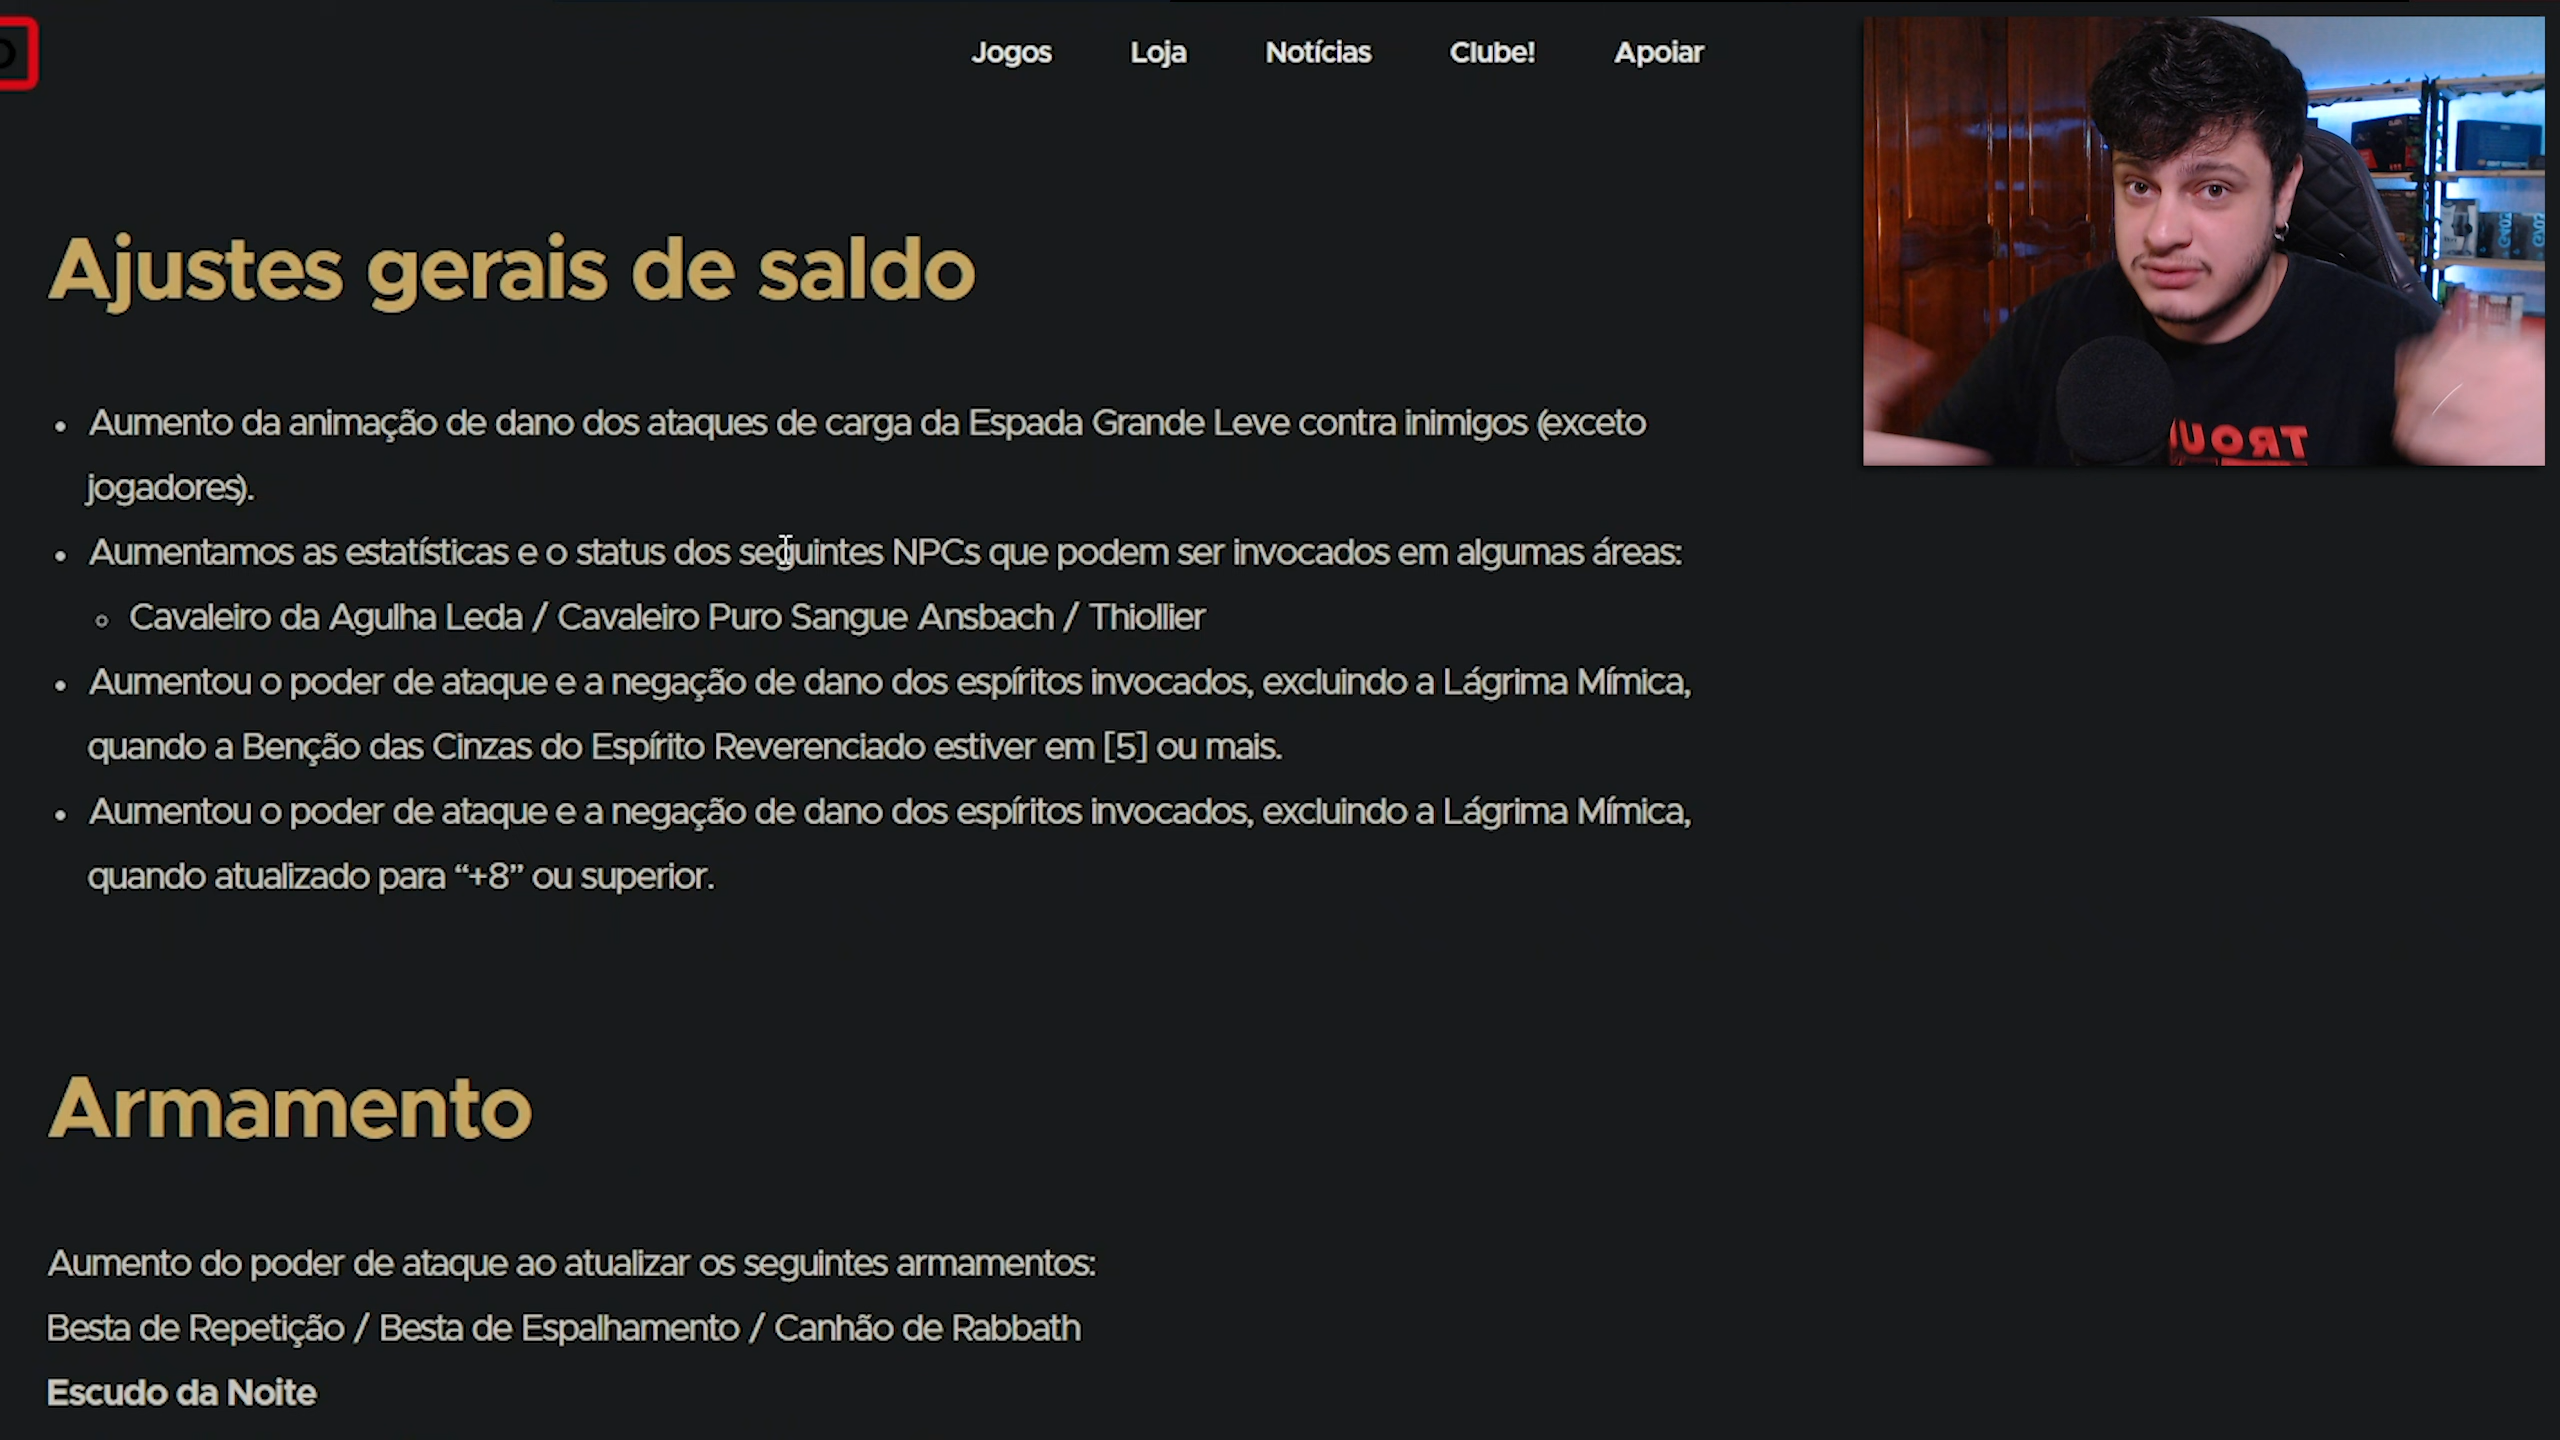 Jogos Loja Notícias Clube! Apoiar
Ajustes gerais de saldo
Aumento da animação de dano dos ataques de carga da Espada Grande Leve contra inimigos (exceto
jogadores).
Aumentamos as estatísticas e o status dos seguintes NPCs que podem ser invocados em algumas áreas:
Cavaleiro da Agulha Leda / Cavaleiro Puro Sangue Ansbach / Thiollier
Aumentou o poder de ataque e a negação de dano dos espíritos invocados, excluindo a Lágrima Mímica,
quando a Benção das Cinzas do Espírito Reverenciado estiver em [5] ou mais.
Aumentou o poder de ataque e a negação de dano dos espíritos invocados, excluindo a Lágrima Mímica,
quando atualizado para “+8” ou superior.
Armamento
Aumento do poder de ataque ao atualizar os seguintes armamentos:
Besta de Repetição / Besta de Espalhamento / Canhão de Rabbath
Escudo da Noite